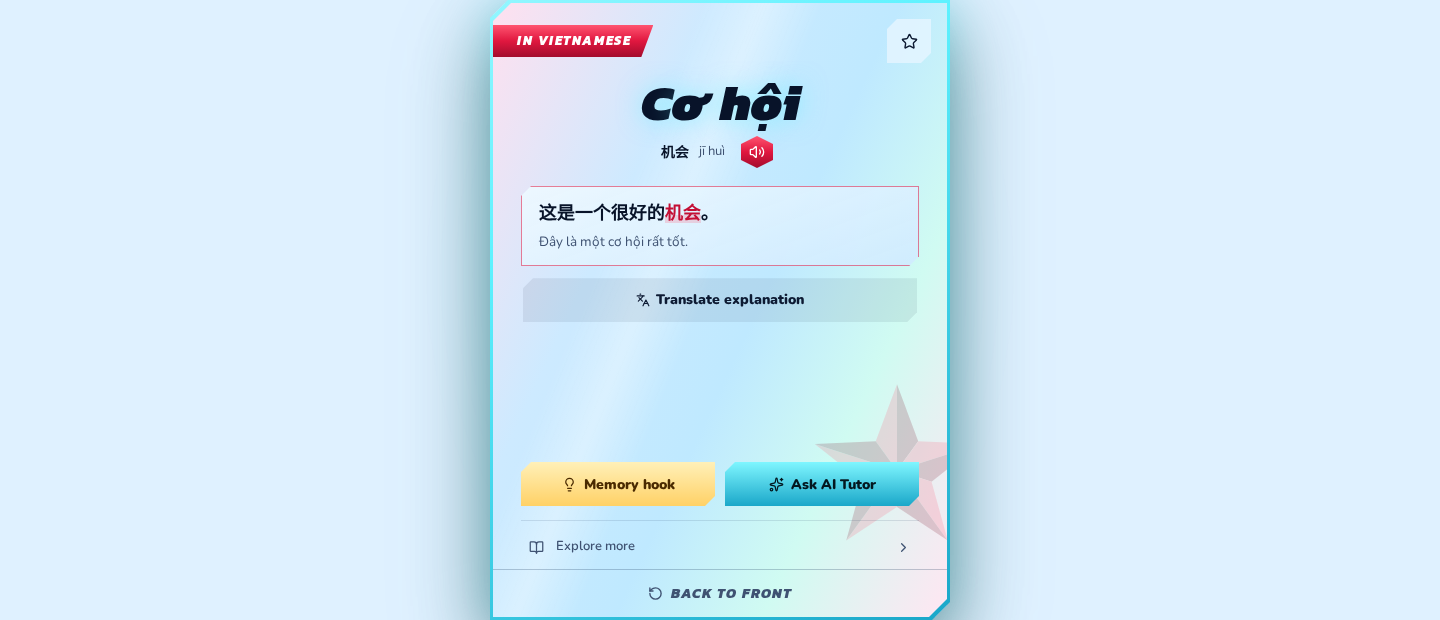 IN VIETNAMESE
Cơ hội
机会 jī huì
这是一个很好的机会。
Đây là một cơ hội rất tốt.
Translate explanation
Memory hook
Ask AI Tutor
Explore more
BACK TO FRONT